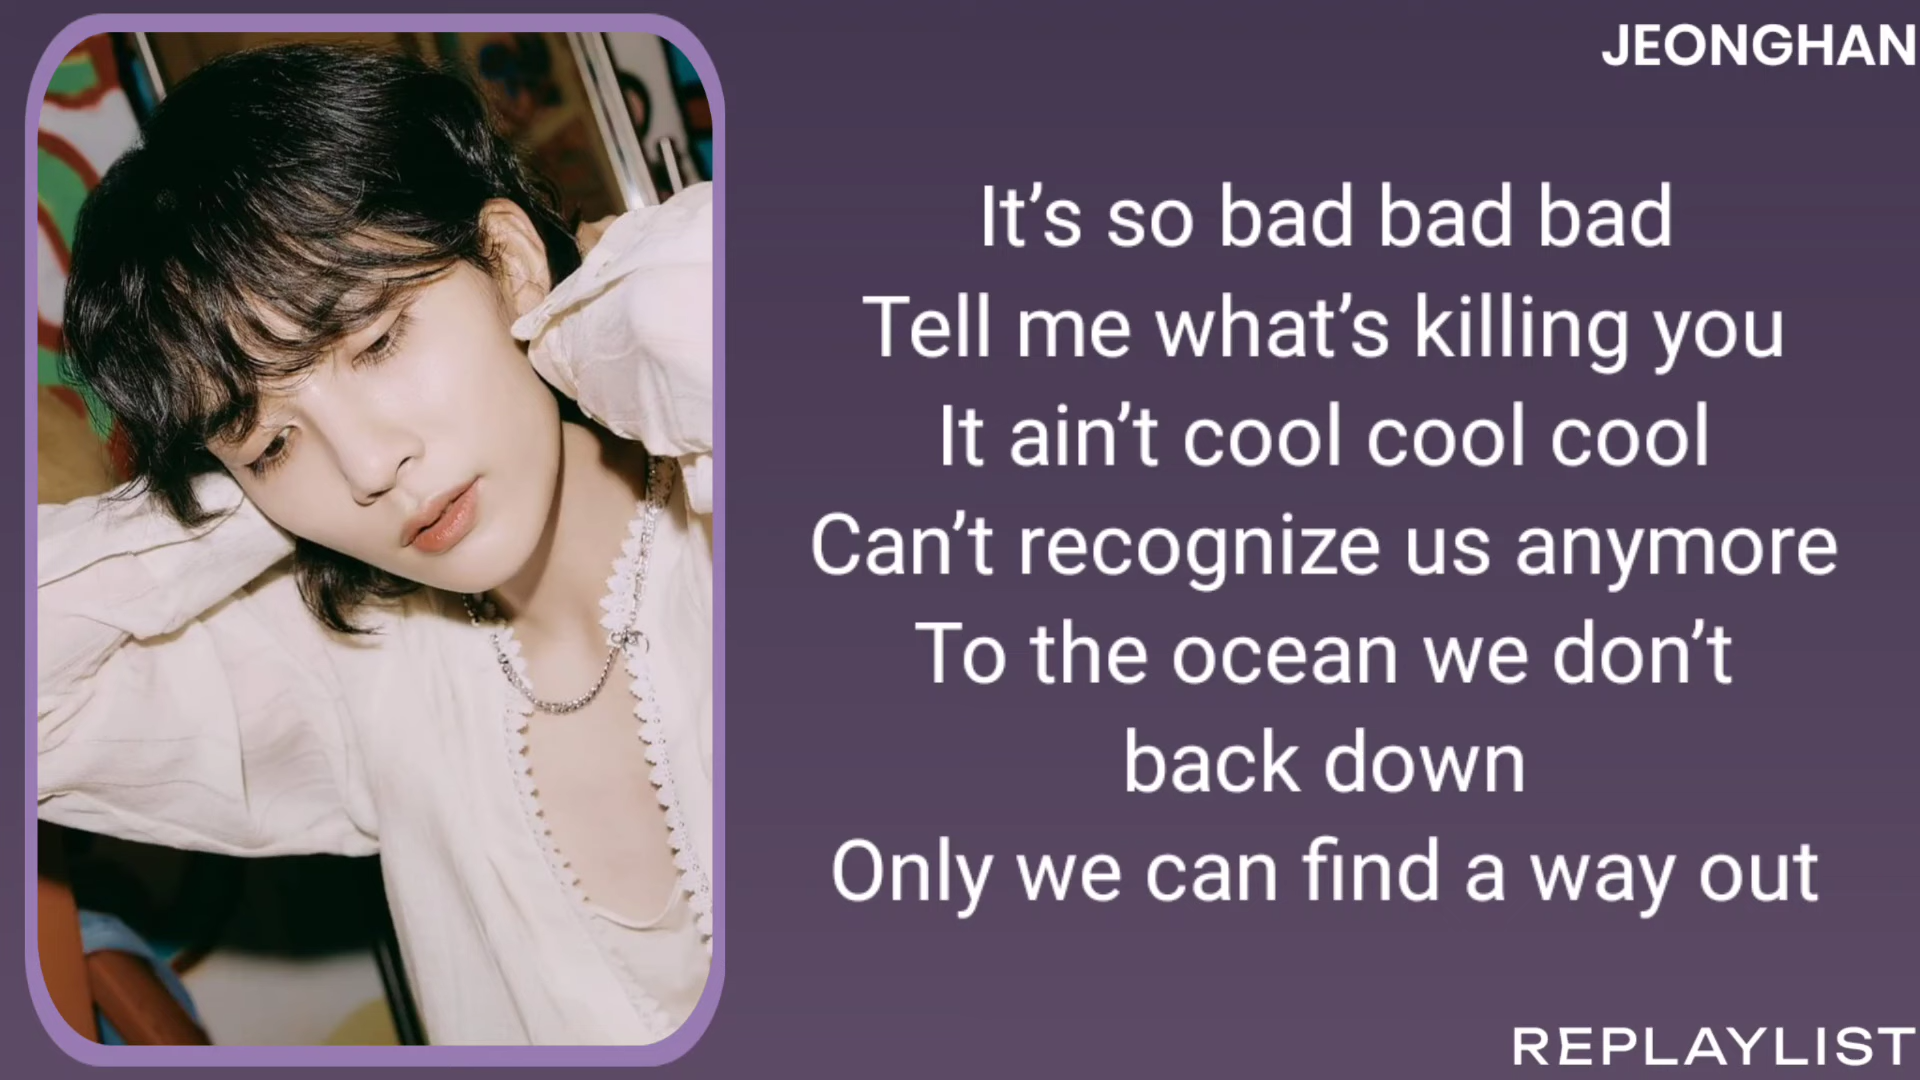 JEONGHAN
It’s so bad bad bad
Tell me what’s killing you
It ain’t cool cool cool
Can’t recognize us anymore
To the ocean we don’t
back down
Only we can find a way out
REPLAYLIST